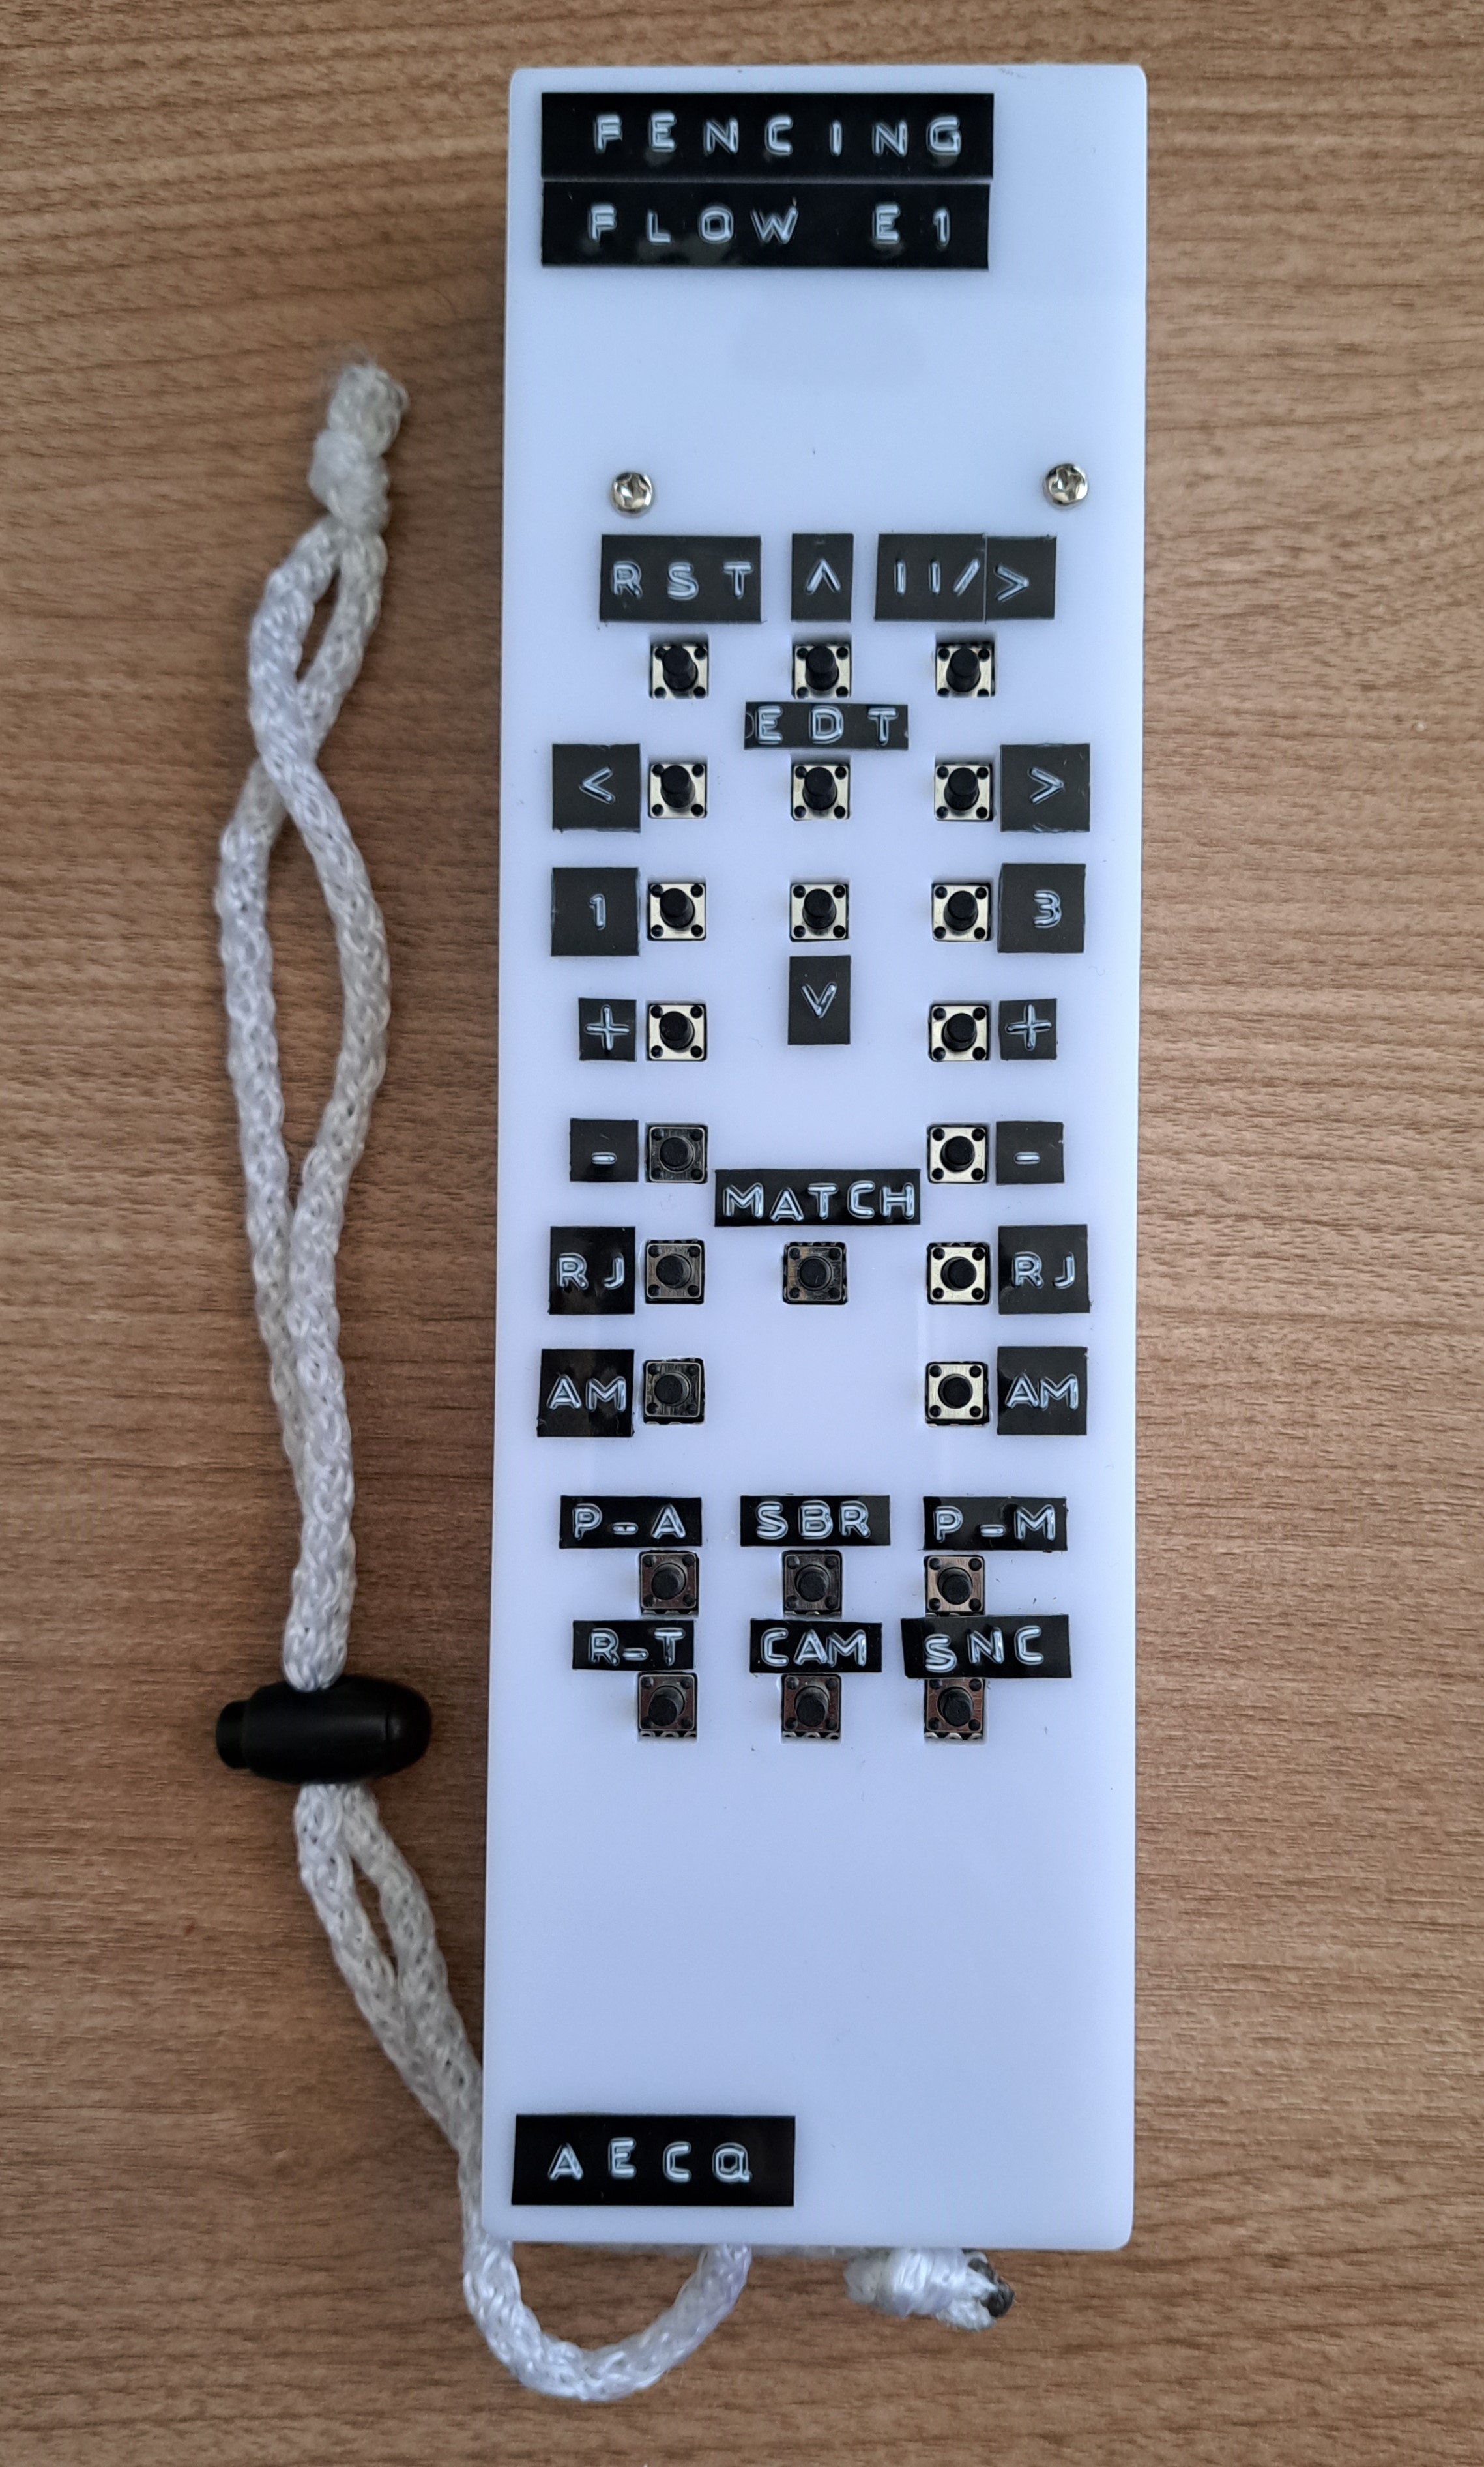 FENCING
FLOW E1
RST ^ II/>
EDT
< >
1 3
V
+ +
- -
MATCH
RJ RJ
AM AM
P-A SBR P-M
R-T CAM SNC
AECQ